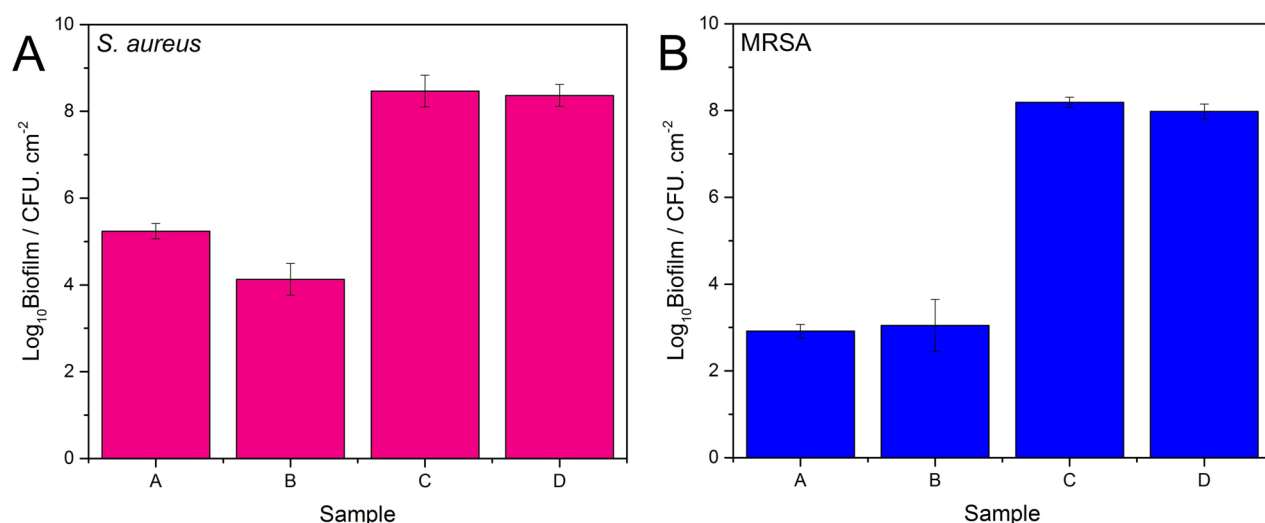 A
S. aureus
10
8
6
4
2
0
Log₁₀Biofilm / CFU. cm⁻²
A B C D
Sample
B
MRSA
10
8
6
4
2
0
Log₁₀Biofilm / CFU. cm⁻²
A B C D
Sample